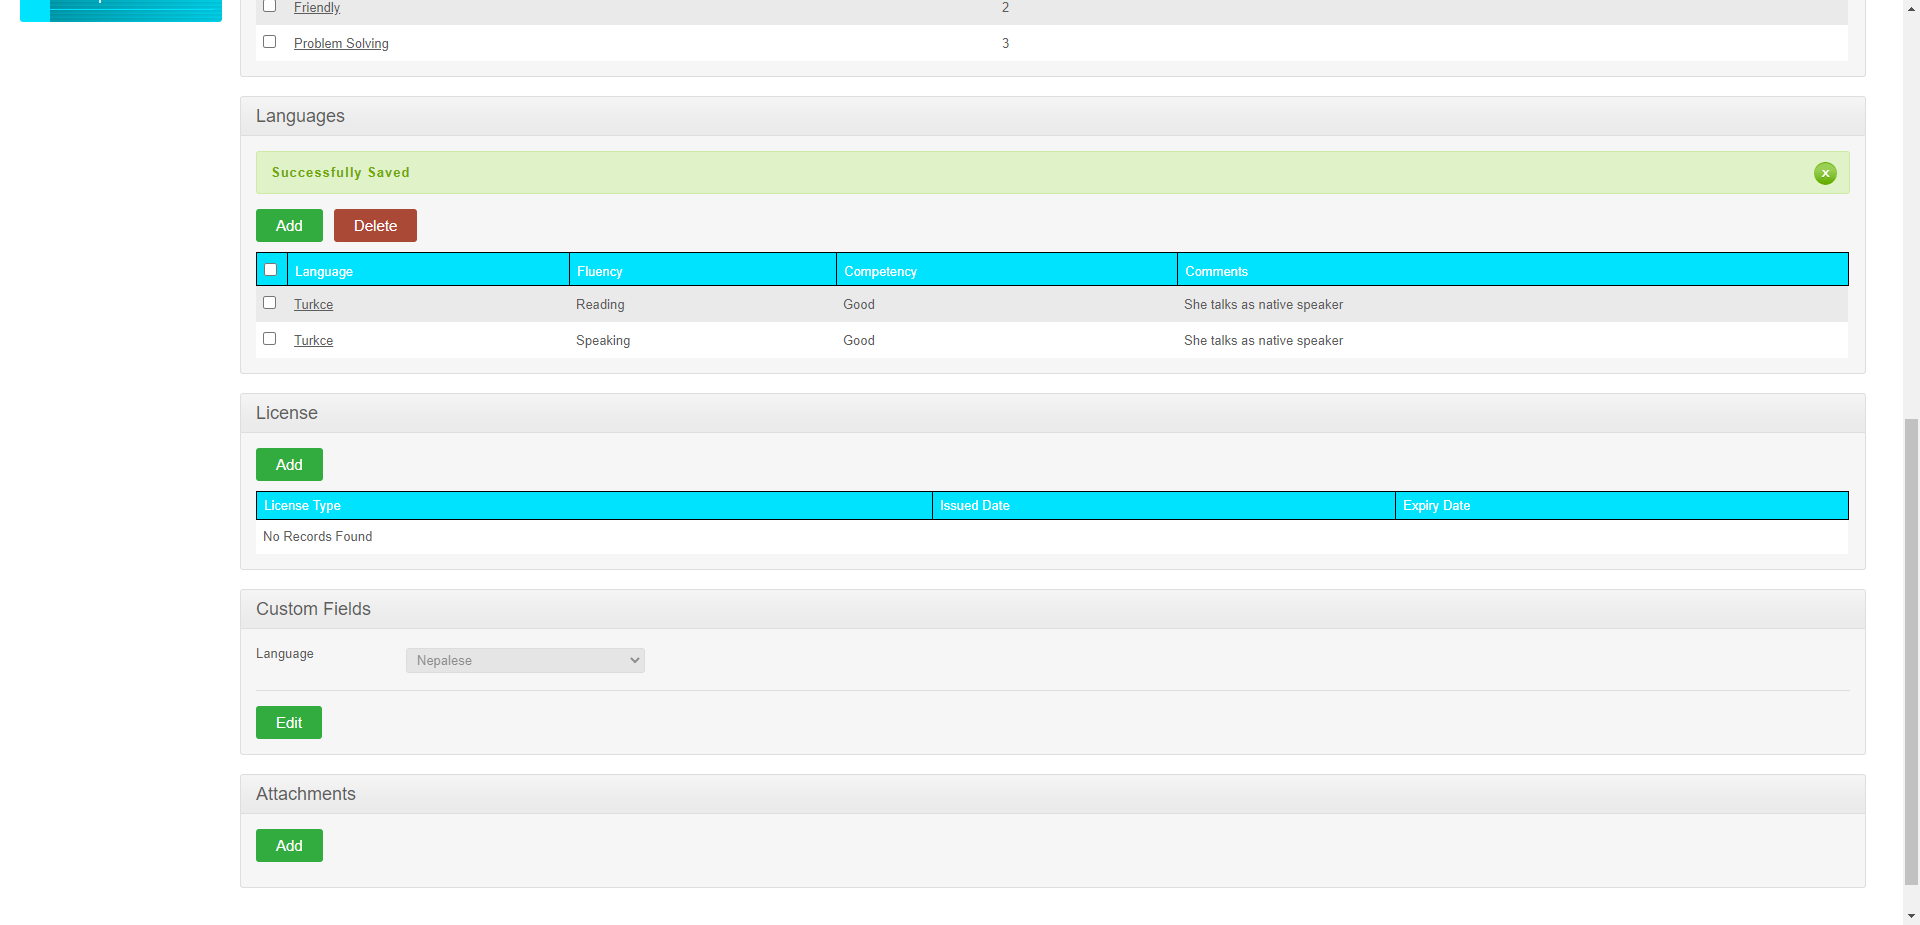 Friendly 2
Problem Solving 3
Languages
Successfully Saved x
Add Delete
Language Fluency Competency Comments
Turkce Reading Good She talks as native speaker
Turkce Speaking Good She talks as native speaker
License
Add
License Type Issued Date Expiry Date
No Records Found
Custom Fields
Language Nepalese
Edit
Attachments
Add